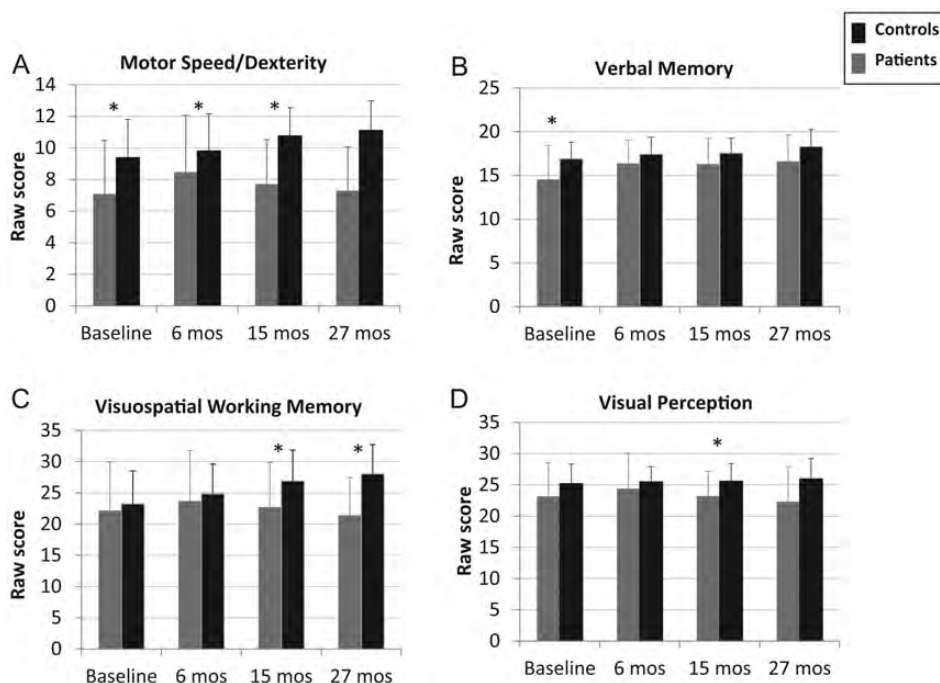 Controls
Patients
A
Motor Speed/Dexterity
14
12
10
8
6
4
2
0
Raw score
* * *
Baseline 6 mos 15 mos 27 mos
B
Verbal Memory
25
20
15
10
5
0
Raw score
*
Baseline 6 mos 15 mos 27 mos
C
Visuospatial Working Memory
35
30
25
20
15
10
5
0
Raw score
* *
Baseline 6 mos 15 mos 27 mos
D
Visual Perception
35
30
25
20
15
10
5
0
Raw score
*
Baseline 6 mos 15 mos 27 mos